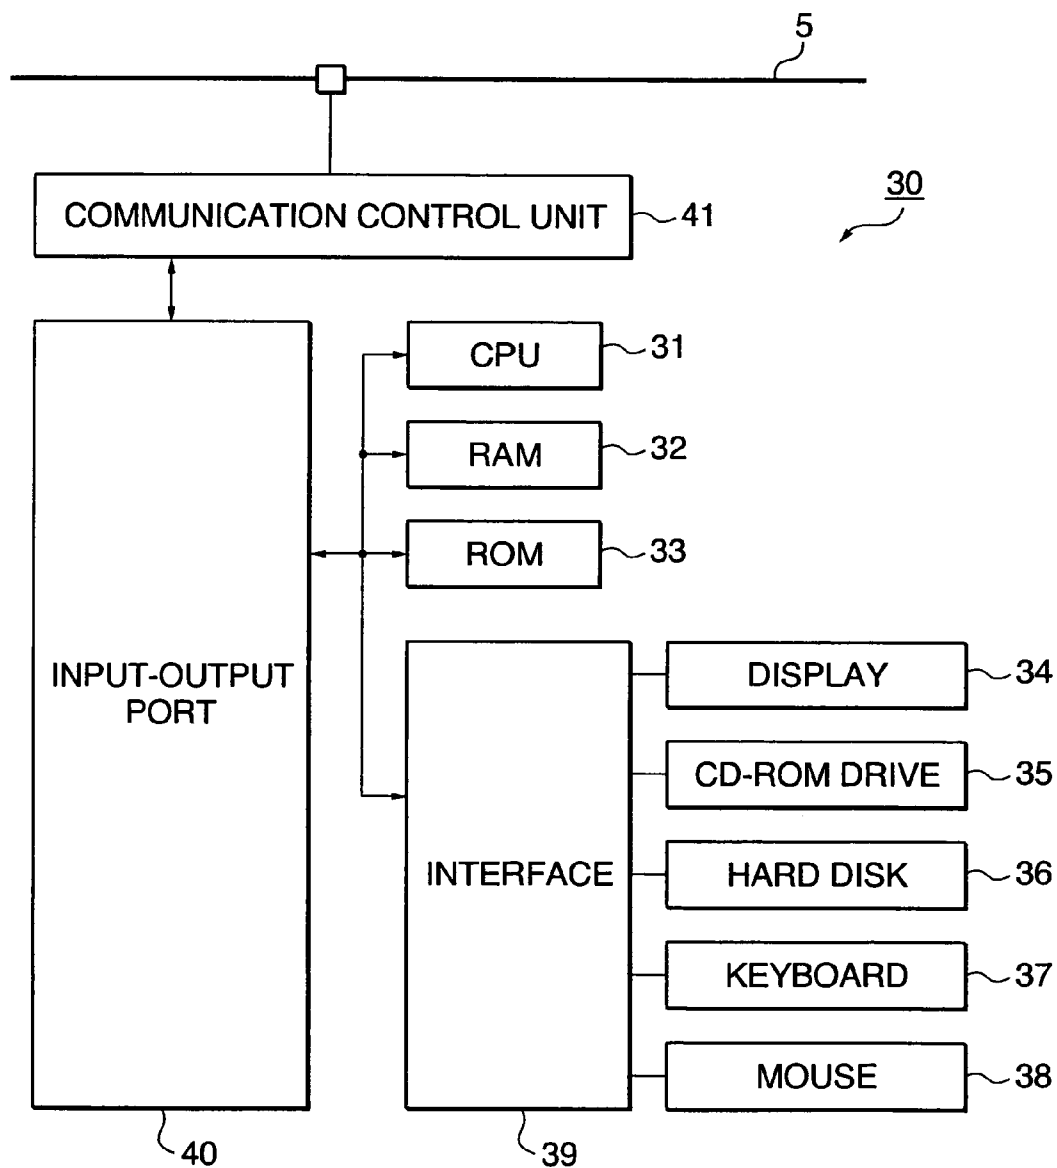 5
COMMUNICATION CONTROL UNIT
41
30
CPU
31
RAM
32
ROM
33
INPUT-OUTPUT
PORT
40
INTERFACE
39
DISPLAY
34
CD-ROM DRIVE
35
HARD DISK
36
KEYBOARD
37
MOUSE
38